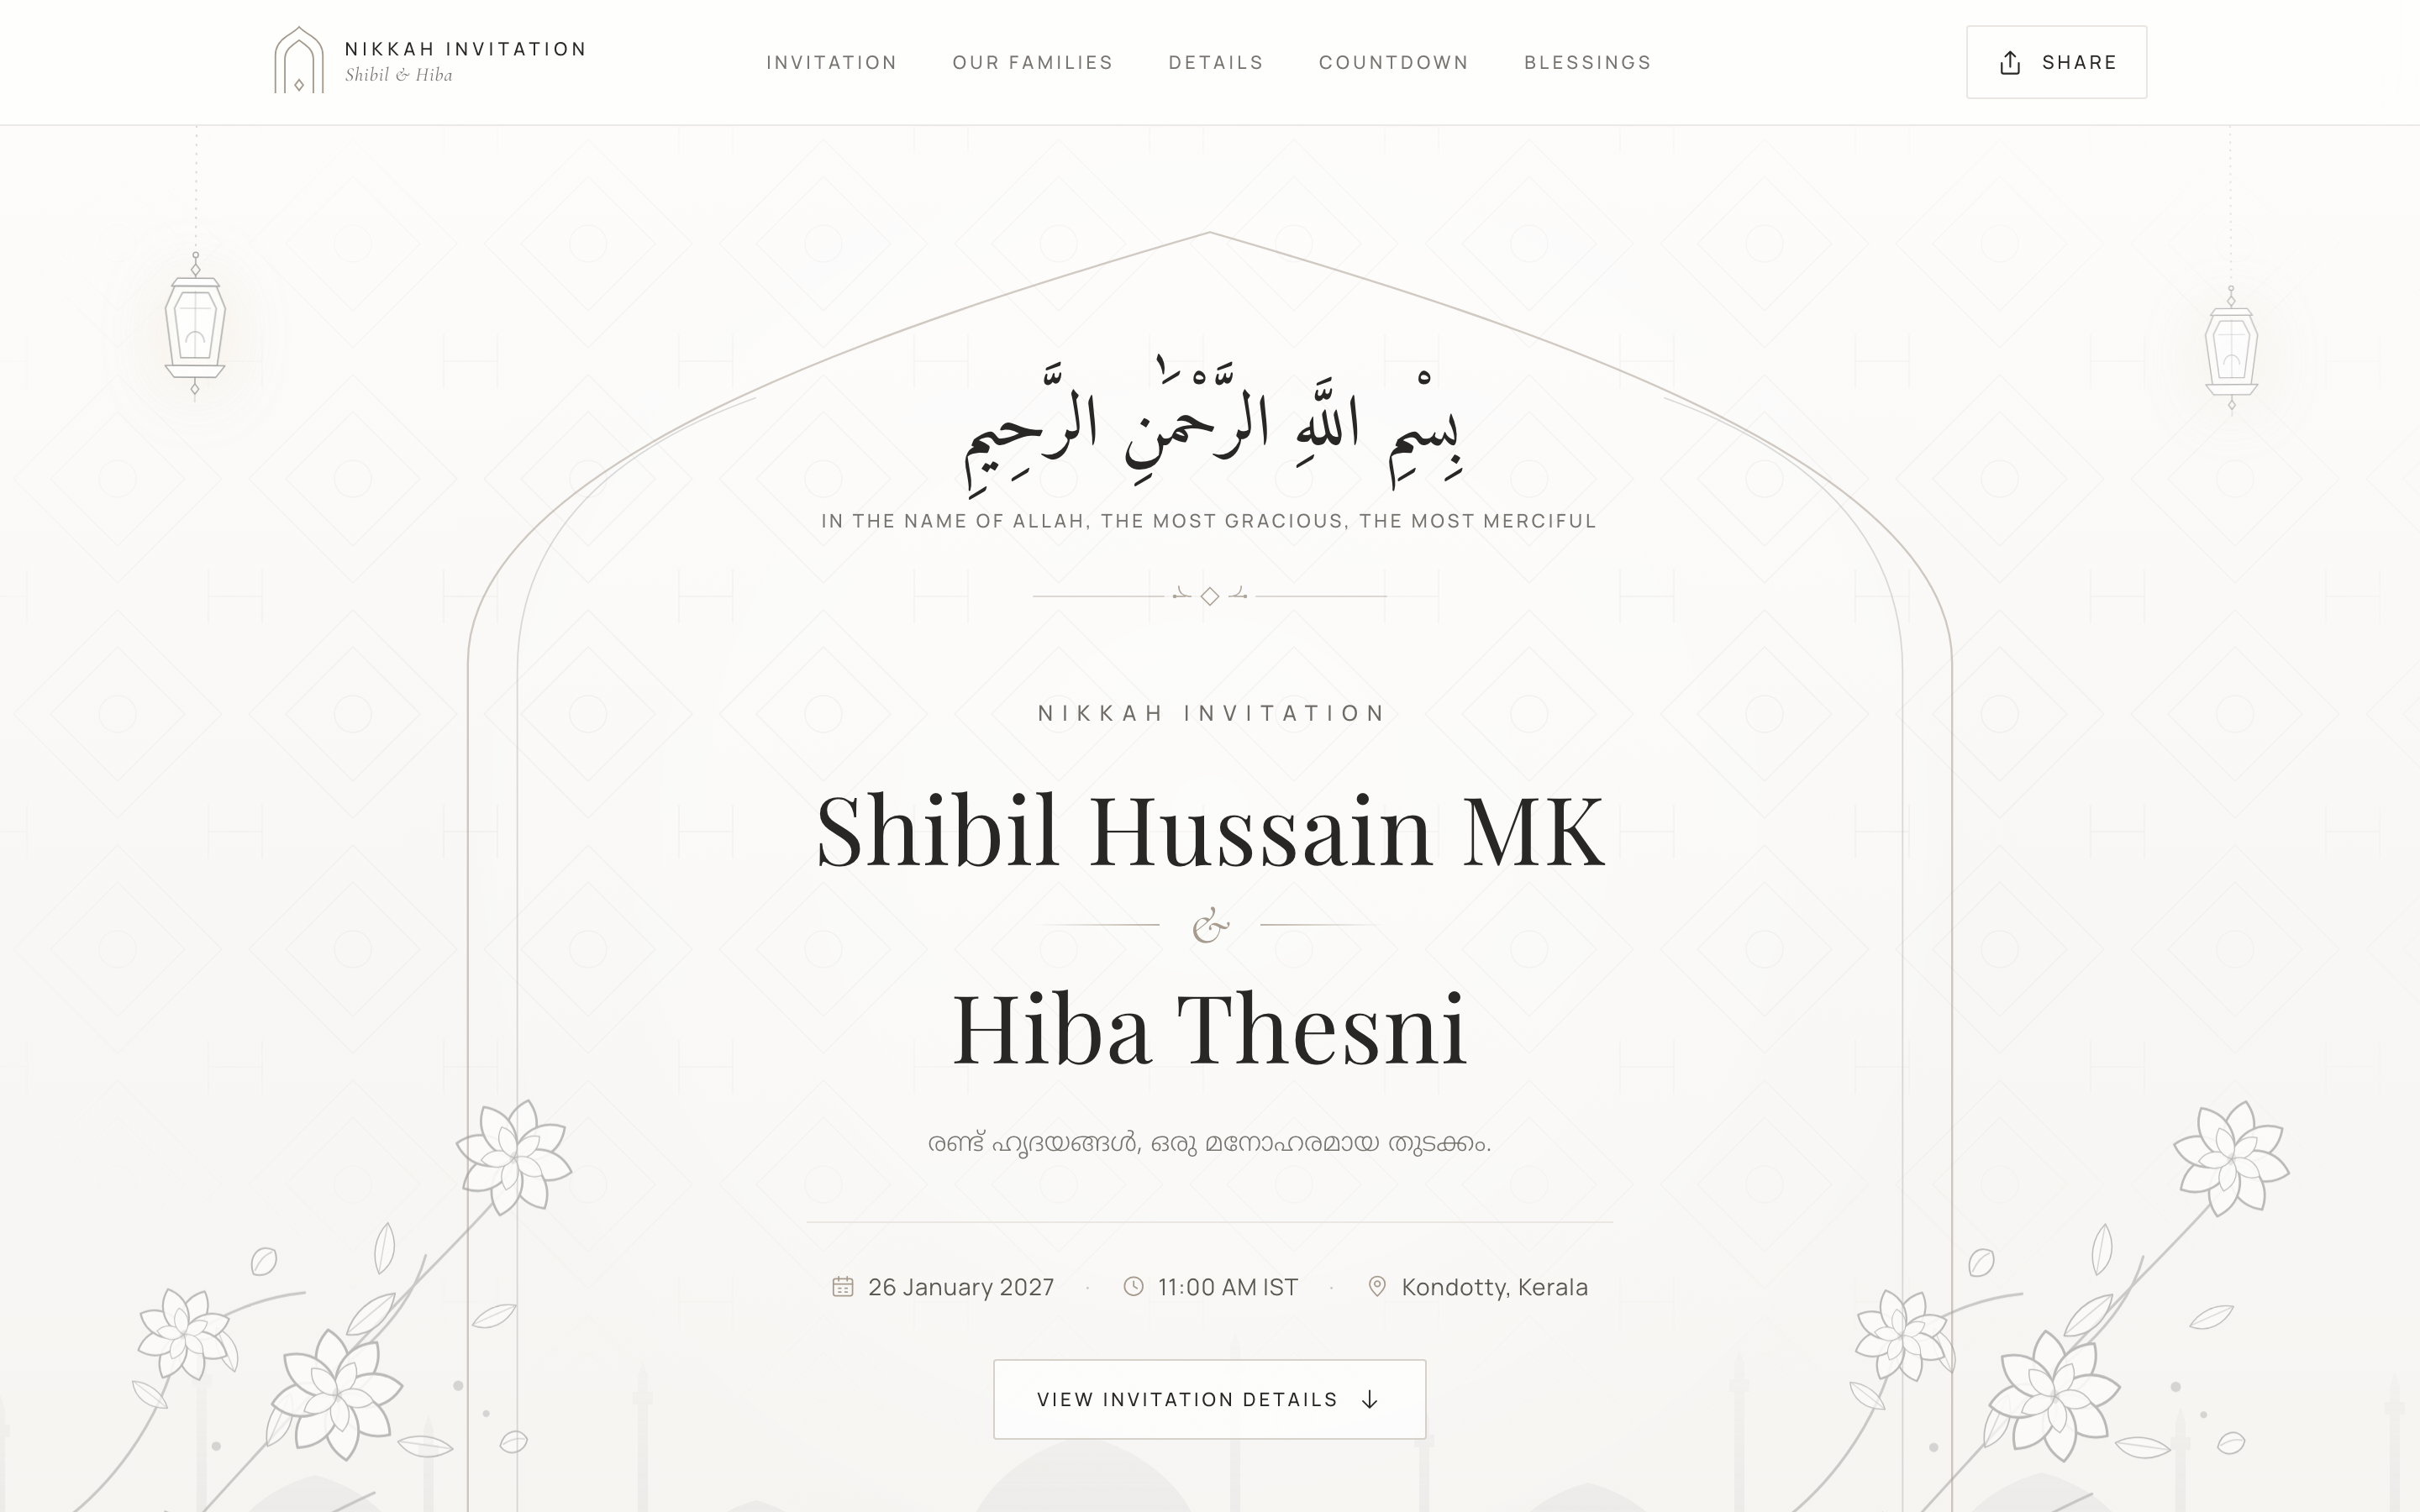 NIKKAH INVITATION
Shibil & Hiba
INVITATION
OUR FAMILIES
DETAILS
COUNTDOWN
BLESSINGS
SHARE
بِسْمِ اللَّهِ الرَّحْمَٰنِ الرَّحِيمِ
IN THE NAME OF ALLAH, THE MOST GRACIOUS, THE MOST MERCIFUL
NIKKAH INVITATION
Shibil Hussain MK
&
Hiba Thesni
രണ്ട് ഹൃദയങ്ങൾ, ഒരു മനോഹരമായ തുടക്കം.
26 January 2027 · 11:00 AM IST · Kondotty, Kerala
VIEW INVITATION DETAILS ↓